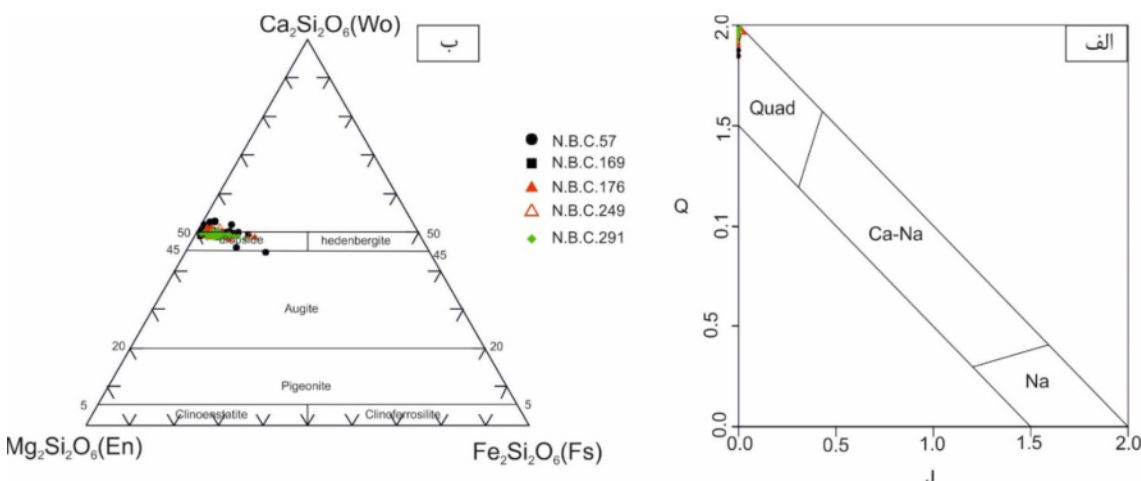 Ca₂Si₂O₆(Wo)
ب
50
50
diopside
hedenbergite
45
45
Augite
20
20
Pigeonite
5
5
Clinoenstatite
Clinoferrosilite
Mg₂Si₂O₆(En)
Fe₂Si₂O₆(Fs)
N.B.C.57
N.B.C.169
N.B.C.176
N.B.C.249
N.B.C.291
الف
2.0
Quad
1.5
Q
0.1
Ca-Na
0.5
Na
0.0
0.0
0.5
1.0
1.5
2.0
J